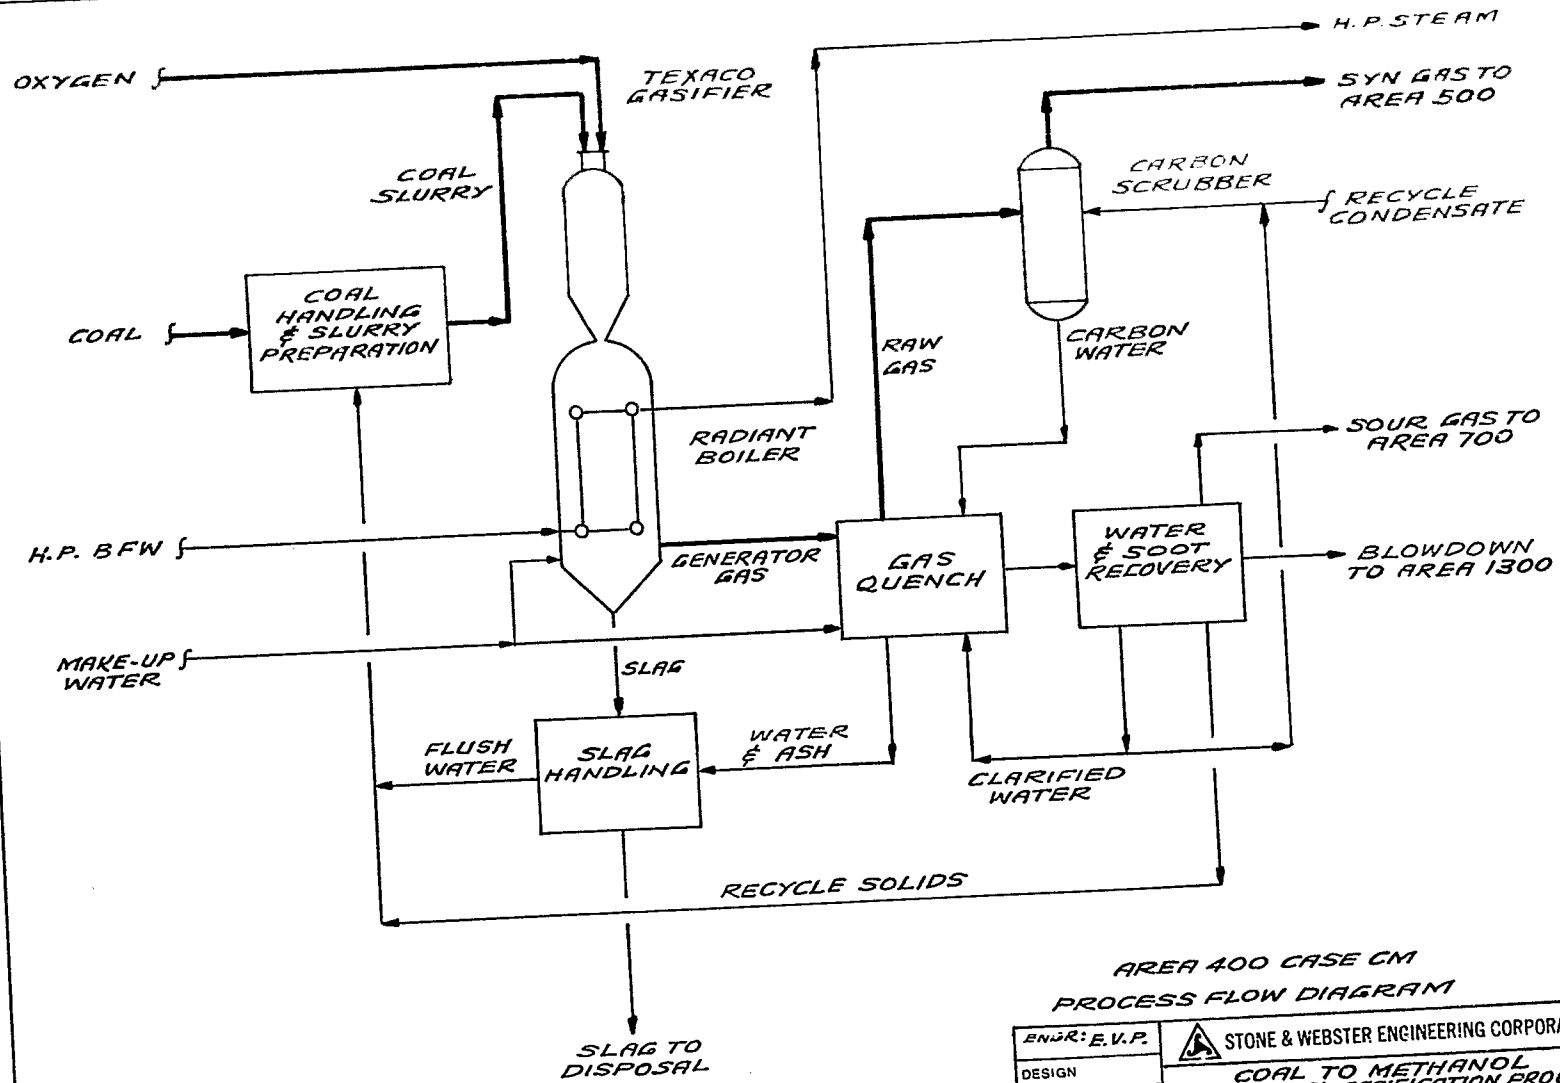 H.P. STEAM
OXYGEN
TEXACO
GASIFIER
SYN GAS TO
AREA 500
COAL
SLURRY
CARBON
SCRUBBER
RECYCLE
CONDENSATE
COAL
COAL
HANDLING
& SLURRY
PREPARATION
RAW
GAS
CARBON
WATER
RADIANT
BOILER
SOUR GAS TO
AREA 700
H.P. BFW
GENERATOR
GAS
GAS
QUENCH
WATER
& SOOT
RECOVERY
BLOWDOWN
TO AREA 1300
MAKE-UP
WATER
SLAG
FLUSH
WATER
SLAG
HANDLING
WATER
& ASH
CLARIFIED
WATER
RECYCLE SOLIDS
SLAG TO
DISPOSAL
AREA 400 CASE CM
PROCESS FLOW DIAGRAM
ENGR: E.V.P.
STONE & WEBSTER ENGINEERING CORPORA
DESIGN
COAL TO METHANOL